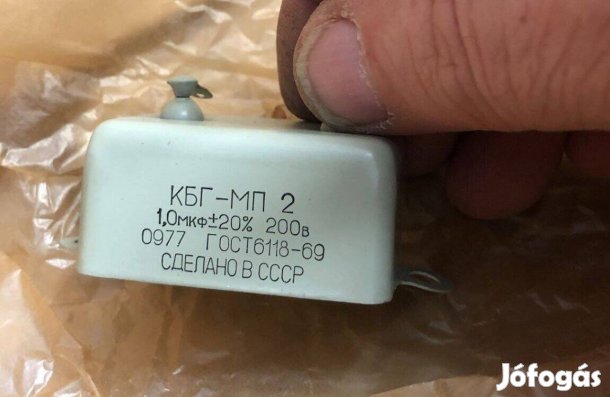 КБГ-МП 2
1,0мкф±20% 200в
0977 ГОСТ6118-69
СДЕЛАНО В СССР
Jófogás